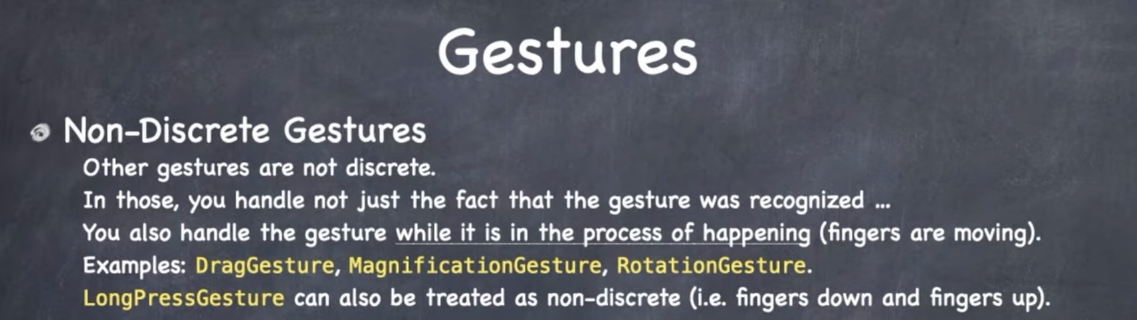 Gestures
Non-Discrete Gestures
Other gestures are not discrete.
In those, you handle not just the fact that the gesture was recognized ...
You also handle the gesture while it is in the process of happening (fingers are moving).
Examples: DragGesture, MagnificationGesture, RotationGesture.
LongPressGesture can also be treated as non-discrete (i.e. fingers down and fingers up).